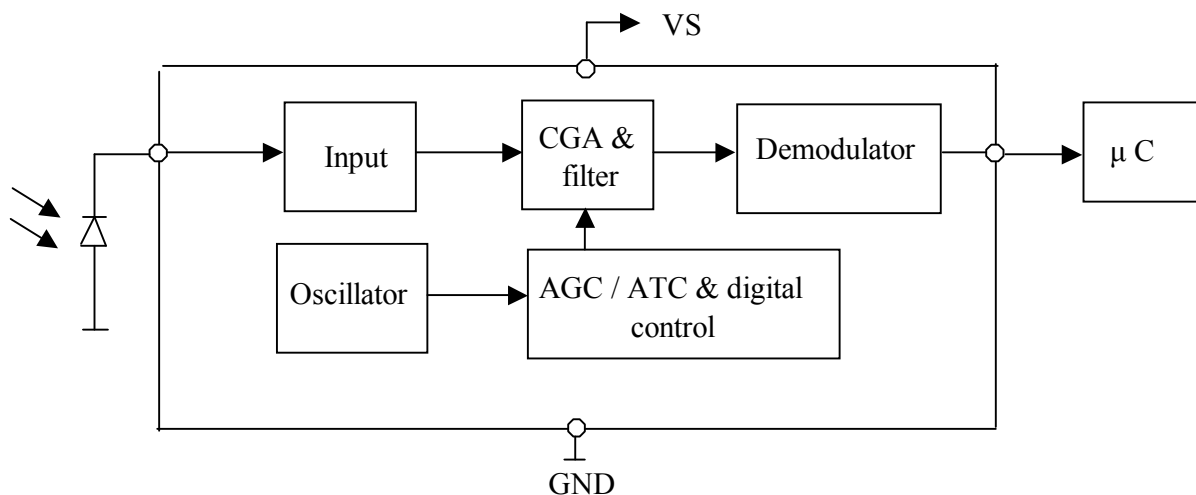 VS
Input
CGA &
filter
Demodulator
μ C
Oscillator
AGC / ATC & digital
control
GND